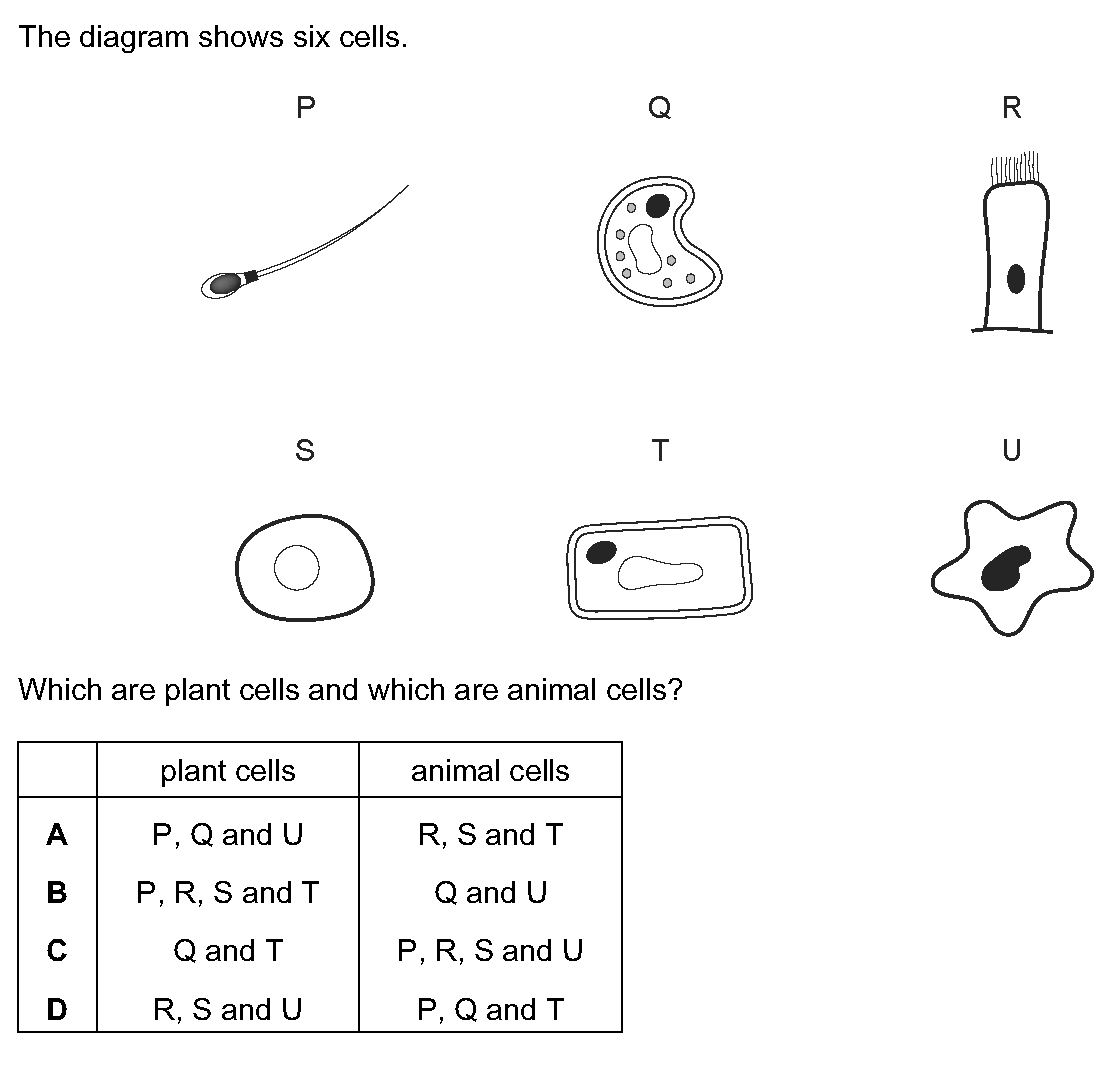 The diagram shows six cells.
P Q R
S T U
Which are plant cells and which are animal cells?
plant cells animal cells
A P, Q and U R, S and T
B P, R, S and T Q and U
C Q and T P, R, S and U
D R, S and U P, Q and T